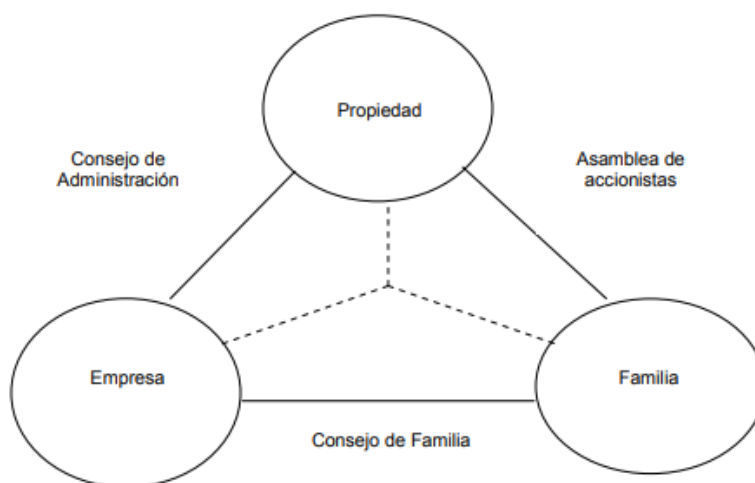 Propiedad
Consejo de
Administración
Asamblea de
accionistas
Empresa
Familia
Consejo de Familia